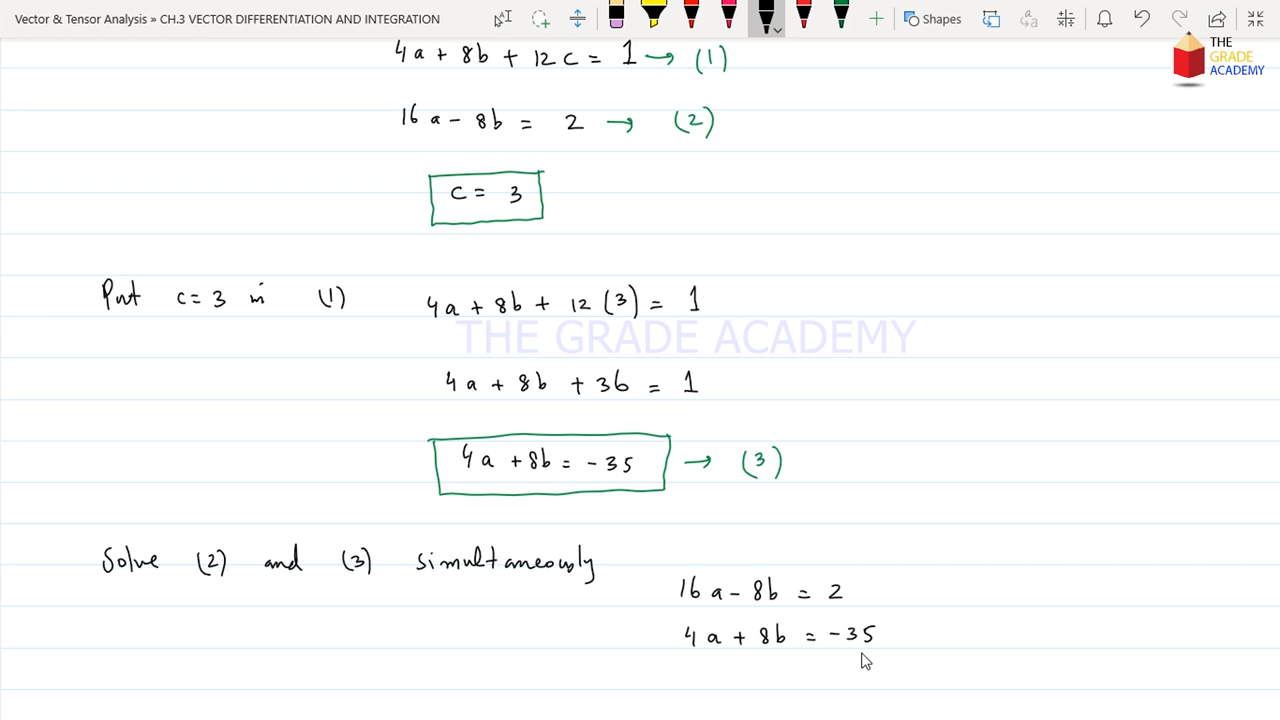 Vector & Tensor Analysis » CH.3 VECTOR DIFFERENTIATION AND INTEGRATION
Shapes
THE
GRADE
ACADEMY
4a + 8b + 12c = 1 → (1)
16a - 8b = 2 → (2)
c = 3
Put c=3 in (1) 4a + 8b + 12(3) = 1
THE GRADE ACADEMY
4a + 8b + 36 = 1
4a + 8b = -35 → (3)
Solve (2) and (3) simultaneously
16a - 8b = 2
4a + 8b = -35